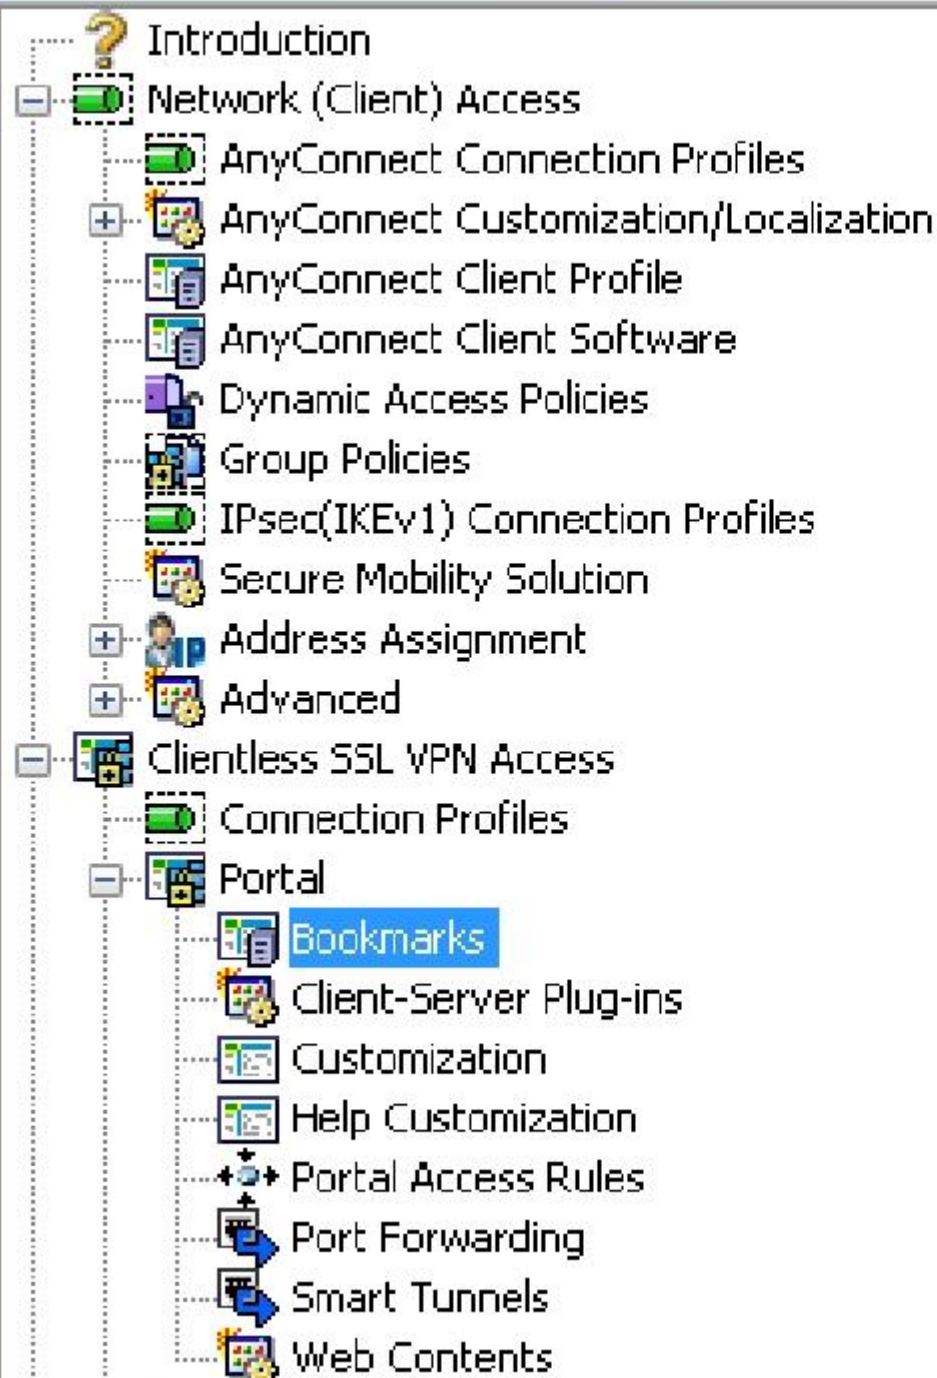 Introduction
Network (Client) Access
AnyConnect Connection Profiles
AnyConnect Customization/Localization
AnyConnect Client Profile
AnyConnect Client Software
Dynamic Access Policies
Group Policies
IPsec(IKEv1) Connection Profiles
Secure Mobility Solution
Address Assignment
Advanced
Clientless SSL VPN Access
Connection Profiles
Portal
Bookmarks
Client-Server Plug-ins
Customization
Help Customization
Portal Access Rules
Port Forwarding
Smart Tunnels
Web Contents